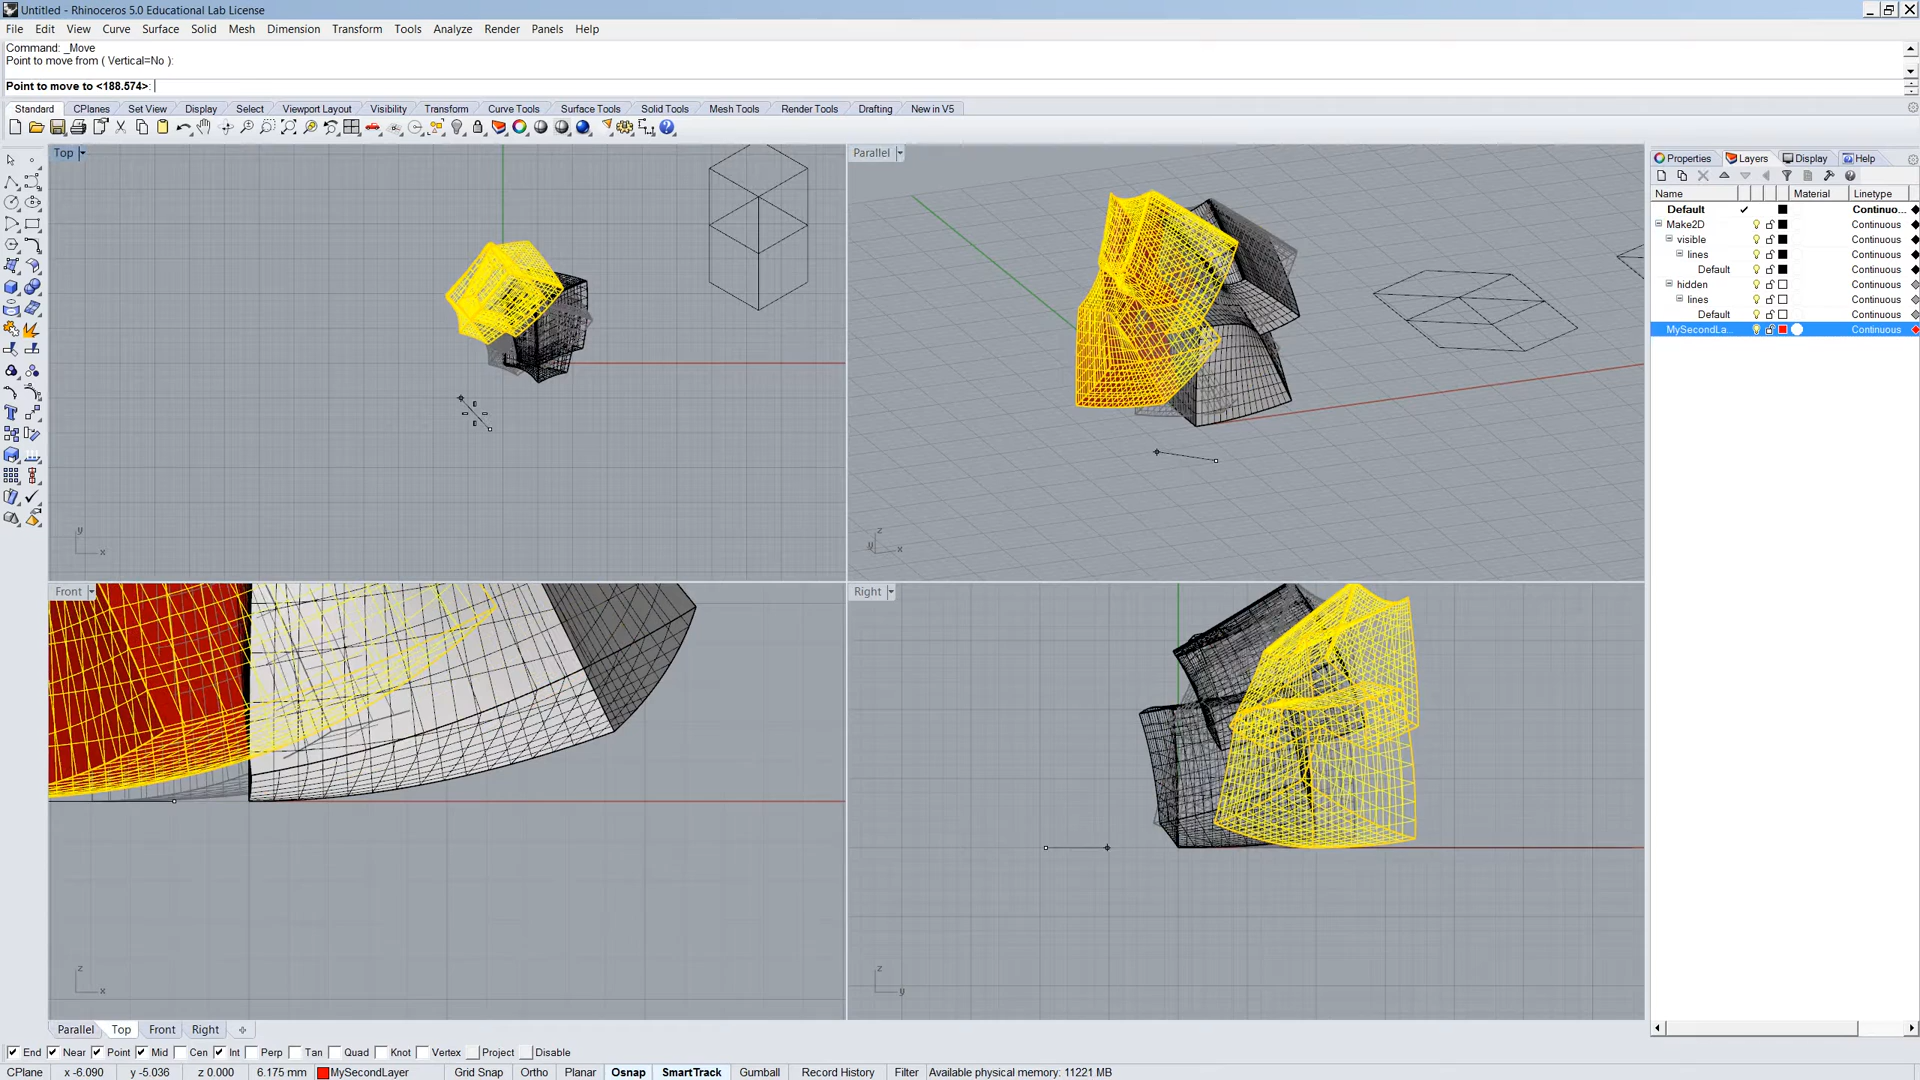 Untitled - Rhinoceros 5.0 Educational Lab License
File Edit View Curve Surface Solid Mesh Dimension Transform Tools Analyze Render Panels Help
Command: _Move
Point to move from ( Vertical=No ):
Point to move to <188.574>:
Standard CPlanes Set View Display Select Viewport Layout Visibility Transform Curve Tools Surface Tools Solid Tools Mesh Tools Render Tools Drafting New in V5
Top
Parallel
Properties Layers Display Help
Name Material Linetype
Default Continuo...
Make2D Continuous
visible Continuous
lines Continuous
Default Continuous
hidden Continuous
lines Continuous
Default Continuous
MySecondLa... Continuous
y
x
z
y
x
Front
Right
z
x
z
y
Parallel Top Front Right
End Near Point Mid Cen Int Perp Tan Quad Knot Vertex Project Disable
CPlane x -6.090 y -5.036 z 0.000 6.175 mm MySecondLayer Grid Snap Ortho Planar Osnap SmartTrack Gumball Record History Filter Available physical memory: 11221 MB